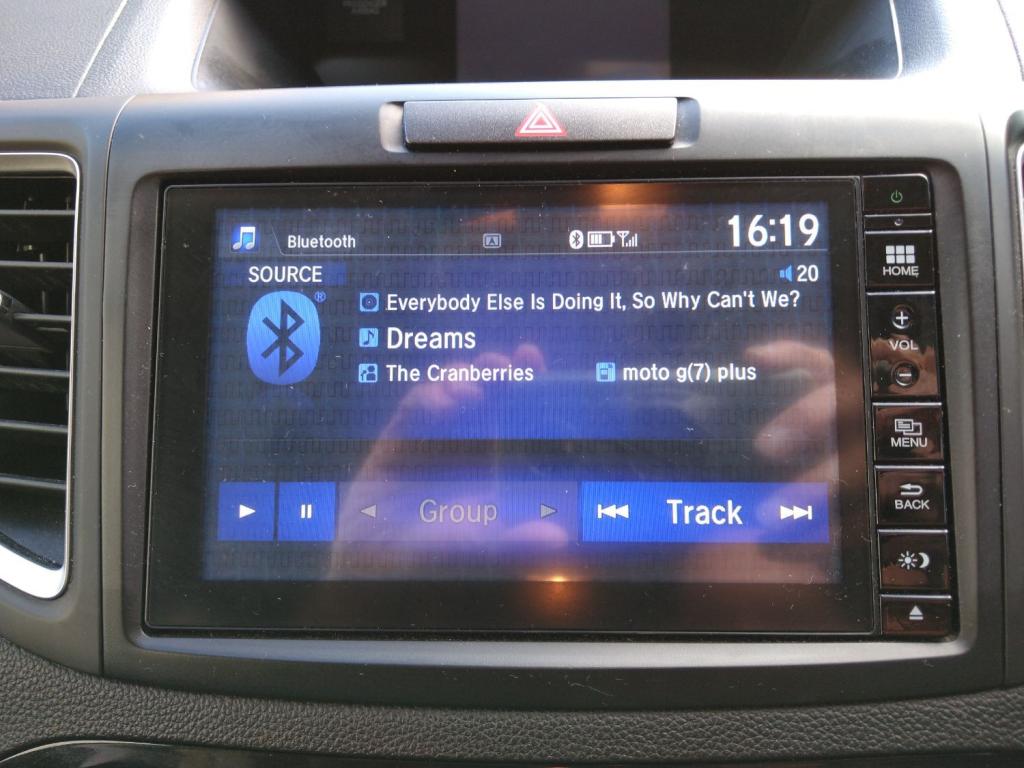 Bluetooth
16:19
SOURCE
20
®
Everybody Else Is Doing It, So Why Can't We?
Dreams
The Cranberries
moto g(7) plus
Group
Track
HOME
+
VOL
−
MENU
BACK